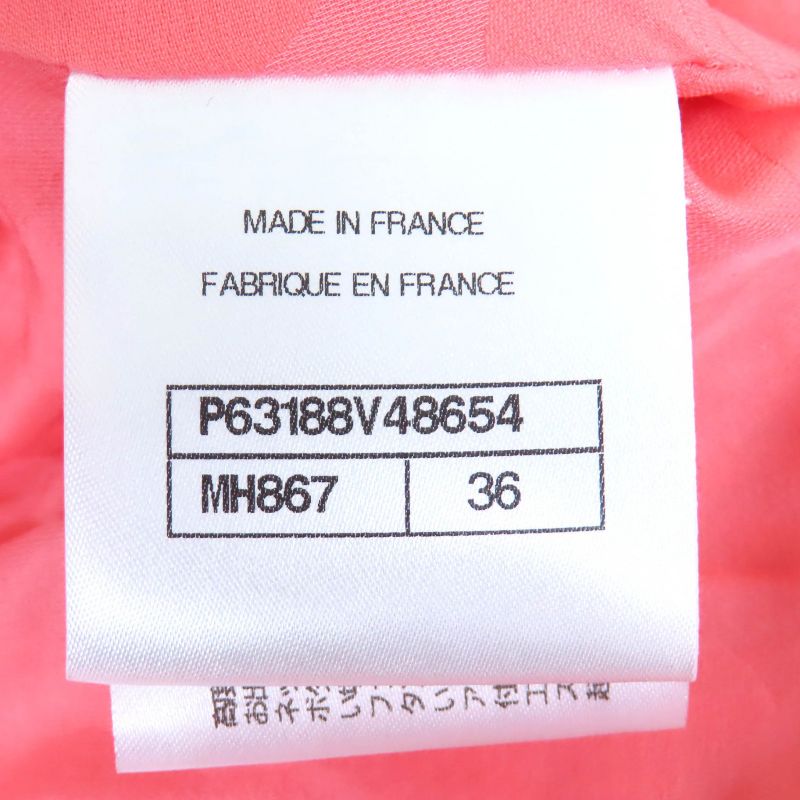 MADE IN FRANCE
FABRIQUE EN FRANCE
P63188V48654
MH867 36